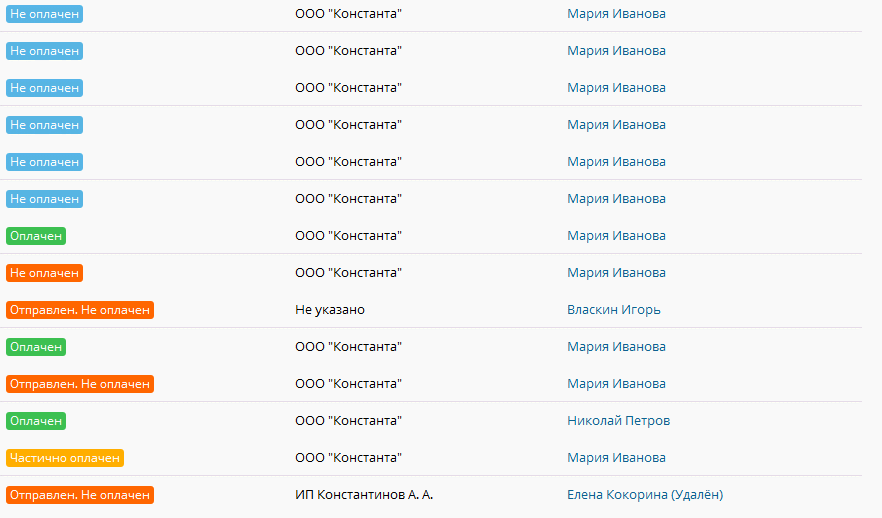 Не оплачен ООО "Константа" Мария Иванова
Не оплачен ООО "Константа" Мария Иванова
Не оплачен ООО "Константа" Мария Иванова
Не оплачен ООО "Константа" Мария Иванова
Не оплачен ООО "Константа" Мария Иванова
Не оплачен ООО "Константа" Мария Иванова
Оплачен ООО "Константа" Мария Иванова
Не оплачен ООО "Константа" Мария Иванова
Отправлен. Не оплачен Не указано Власкин Игорь
Оплачен ООО "Константа" Мария Иванова
Отправлен. Не оплачен ООО "Константа" Мария Иванова
Оплачен ООО "Константа" Николай Петров
Частично оплачен ООО "Константа" Мария Иванова
Отправлен. Не оплачен ИП Константинов А. А. Елена Кокорина (Удалён)